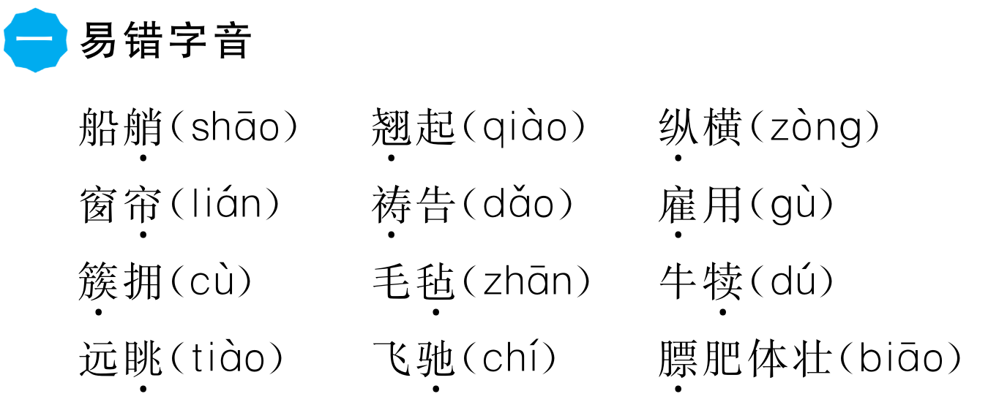 一 易错字音
船艄(shāo) 翘起(qiào) 纵横(zòng)
窗帘(lián) 祷告(dǎo) 雇用(gù)
簇拥(cù) 毛毡(zhān) 牛犊(dú)
远眺(tiào) 飞驰(chí) 膘肥体壮(biāo)